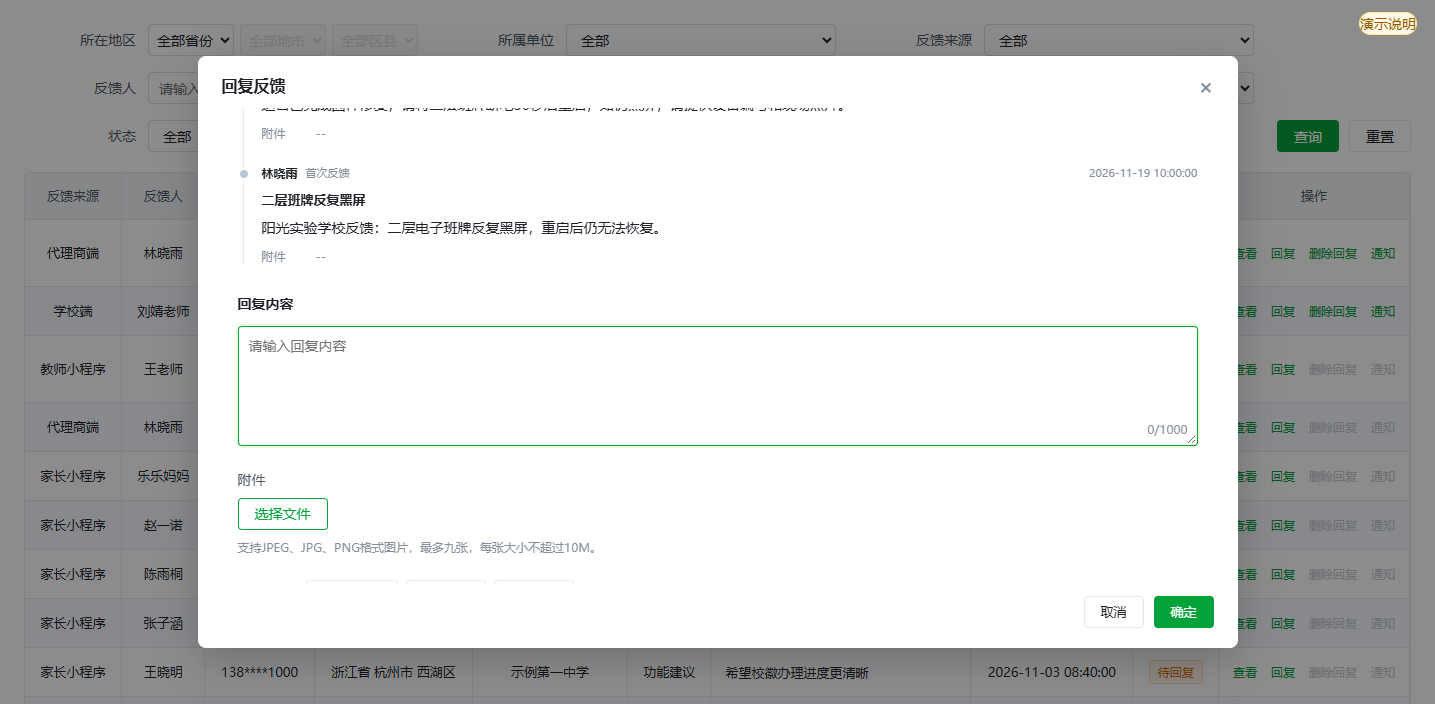 演示说明
所在地区 全部省份 全部地市 全部区县 所属单位 全部 反馈来源 全部
反馈人 请输入
状态 全部 查询 重置
反馈来源 反馈人 操作
代理商端 林晓雨 查看 回复 删除回复 通知
学校端 刘婧老师 查看 回复 删除回复 通知
教师小程序 王老师 查看 回复 删除回复 通知
代理商端 林晓雨 查看 回复 删除回复 通知
家长小程序 乐乐妈妈 查看 回复 删除回复 通知
家长小程序 赵一诺 查看 回复 删除回复 通知
家长小程序 陈雨桐 查看 回复 删除回复 通知
家长小程序 张子涵 查看 回复 删除回复 通知
家长小程序 王晓明 138****1000 浙江省 杭州市 西湖区 示例第一中学 功能建议 希望校徽办理进度更清晰 2026-11-03 08:40:00 待回复 查看 回复 删除回复 通知
回复反馈
附件 --
林晓雨 首次反馈 2026-11-19 10:00:00
二层班牌反复黑屏
阳光实验学校反馈：二层电子班牌反复黑屏，重启后仍无法恢复。
附件 --
回复内容
请输入回复内容
0/1000
附件
选择文件
支持JPEG、JPG、PNG格式图片，最多九张，每张大小不超过10M。
取消 确定